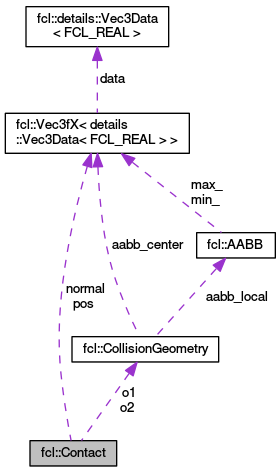 fcl::details::Vec3Data
< FCL_REAL >
data
fcl::Vec3fX< details
::Vec3Data< FCL_REAL > >
max_
min_
aabb_center
fcl::AABB
normal
pos
aabb_local
fcl::CollisionGeometry
o1
o2
fcl::Contact